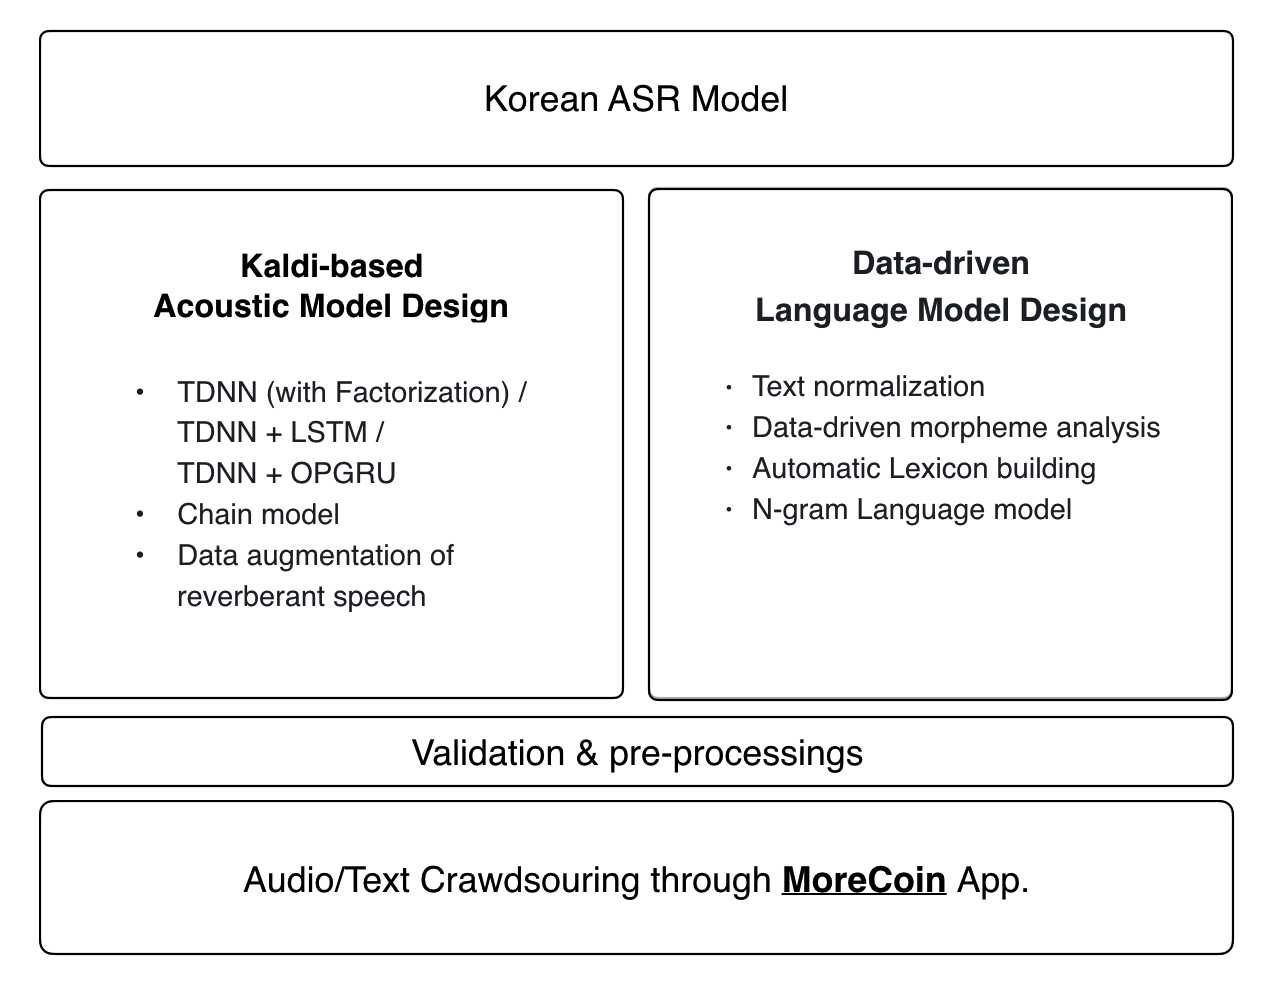 Korean ASR Model
Kaldi-based
Acoustic Model Design
• TDNN (with Factorization) /
TDNN + LSTM /
TDNN + OPGRU
• Chain model
• Data augmentation of
reverberant speech
Data-driven
Language Model Design
• Text normalization
• Data-driven morpheme analysis
• Automatic Lexicon building
• N-gram Language model
Validation & pre-processings
Audio/Text Crawdsouring through MoreCoin App.